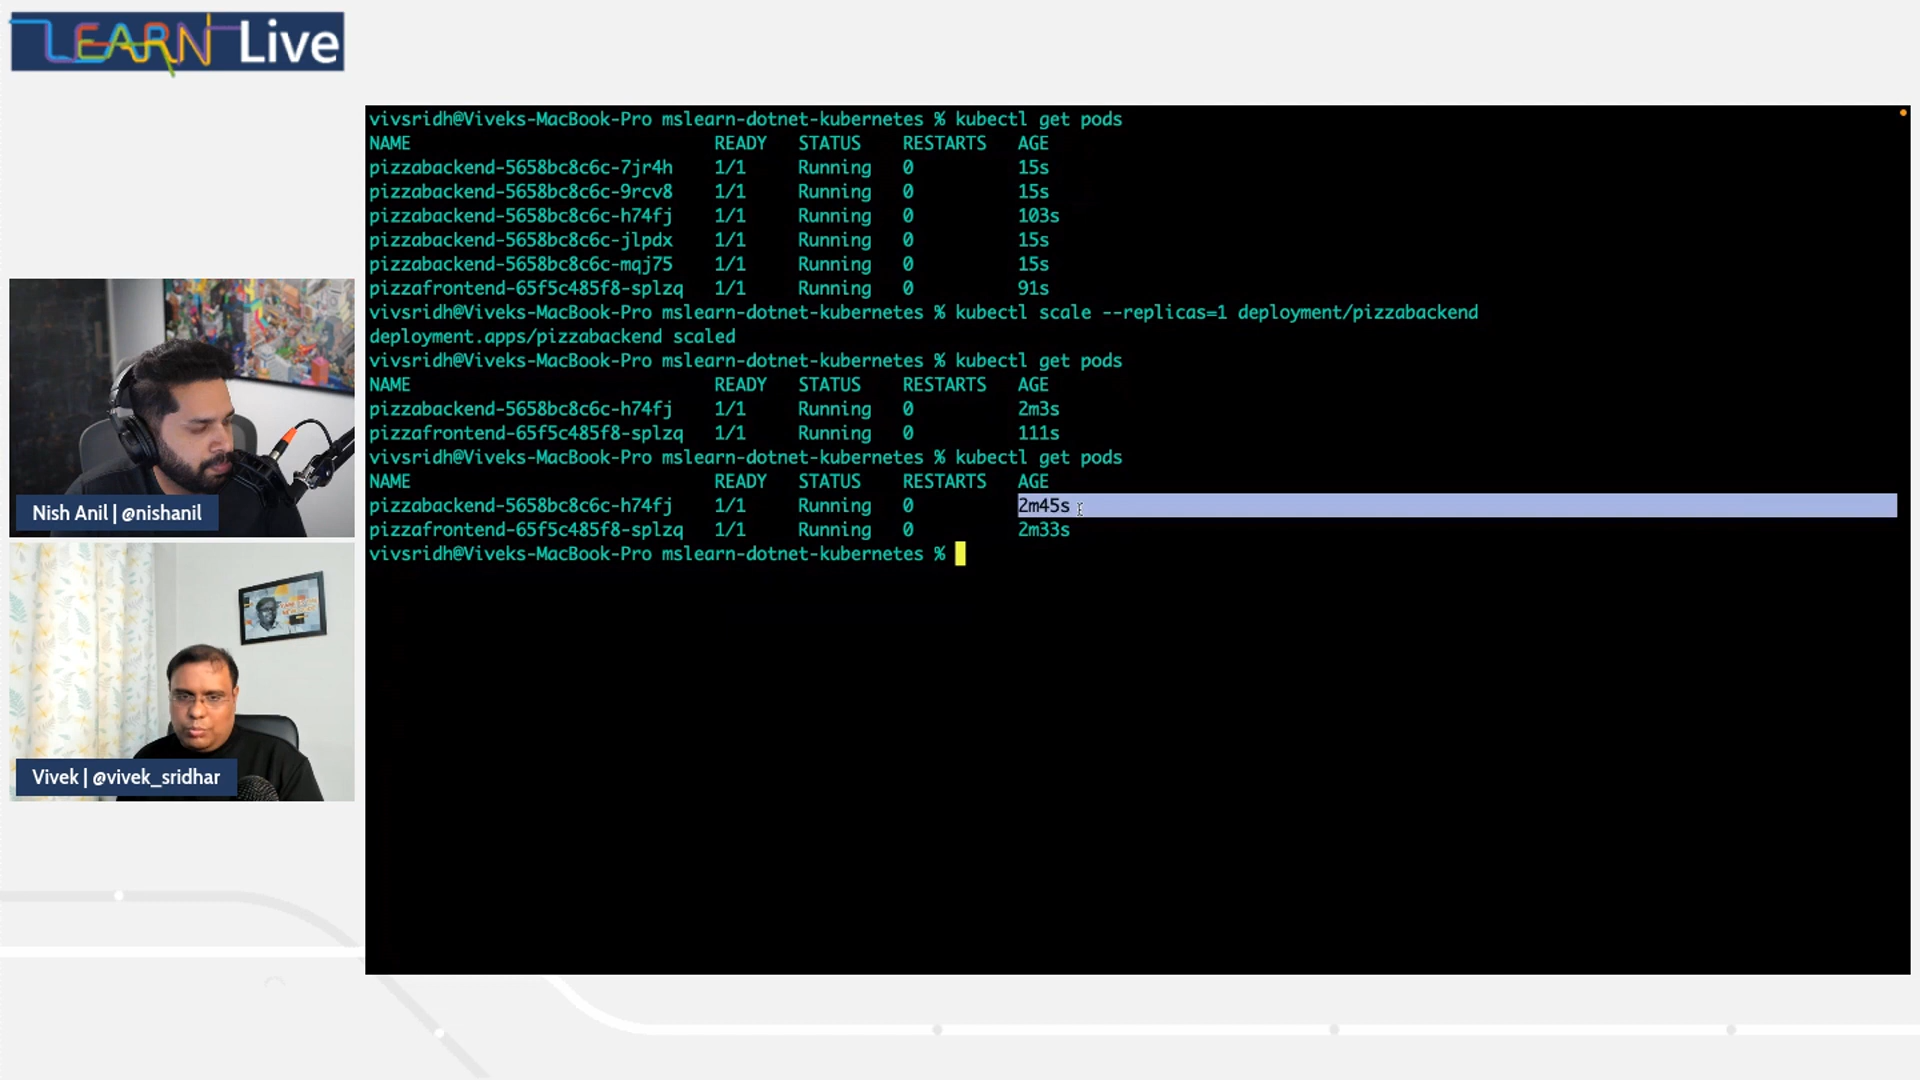 LEARN Live
vivsridh@Viveks-MacBook-Pro mslearn-dotnet-kubernetes % kubectl get pods
NAME READY STATUS RESTARTS AGE
pizzabackend-5658bc8c6c-7jr4h 1/1 Running 0 15s
pizzabackend-5658bc8c6c-9rcv8 1/1 Running 0 15s
pizzabackend-5658bc8c6c-h74fj 1/1 Running 0 103s
pizzabackend-5658bc8c6c-jlpdx 1/1 Running 0 15s
pizzabackend-5658bc8c6c-mqj75 1/1 Running 0 15s
pizzafrontend-65f5c485f8-splzq 1/1 Running 0 91s
vivsridh@Viveks-MacBook-Pro mslearn-dotnet-kubernetes % kubectl scale --replicas=1 deployment/pizzabackend
deployment.apps/pizzabackend scaled
vivsridh@Viveks-MacBook-Pro mslearn-dotnet-kubernetes % kubectl get pods
NAME READY STATUS RESTARTS AGE
pizzabackend-5658bc8c6c-h74fj 1/1 Running 0 2m3s
pizzafrontend-65f5c485f8-splzq 1/1 Running 0 111s
vivsridh@Viveks-MacBook-Pro mslearn-dotnet-kubernetes % kubectl get pods
NAME READY STATUS RESTARTS AGE
pizzabackend-5658bc8c6c-h74fj 1/1 Running 0 2m45s
pizzafrontend-65f5c485f8-splzq 1/1 Running 0 2m33s
vivsridh@Viveks-MacBook-Pro mslearn-dotnet-kubernetes %
Nish Anil | @nishanil
Vivek | @vivek_sridhar